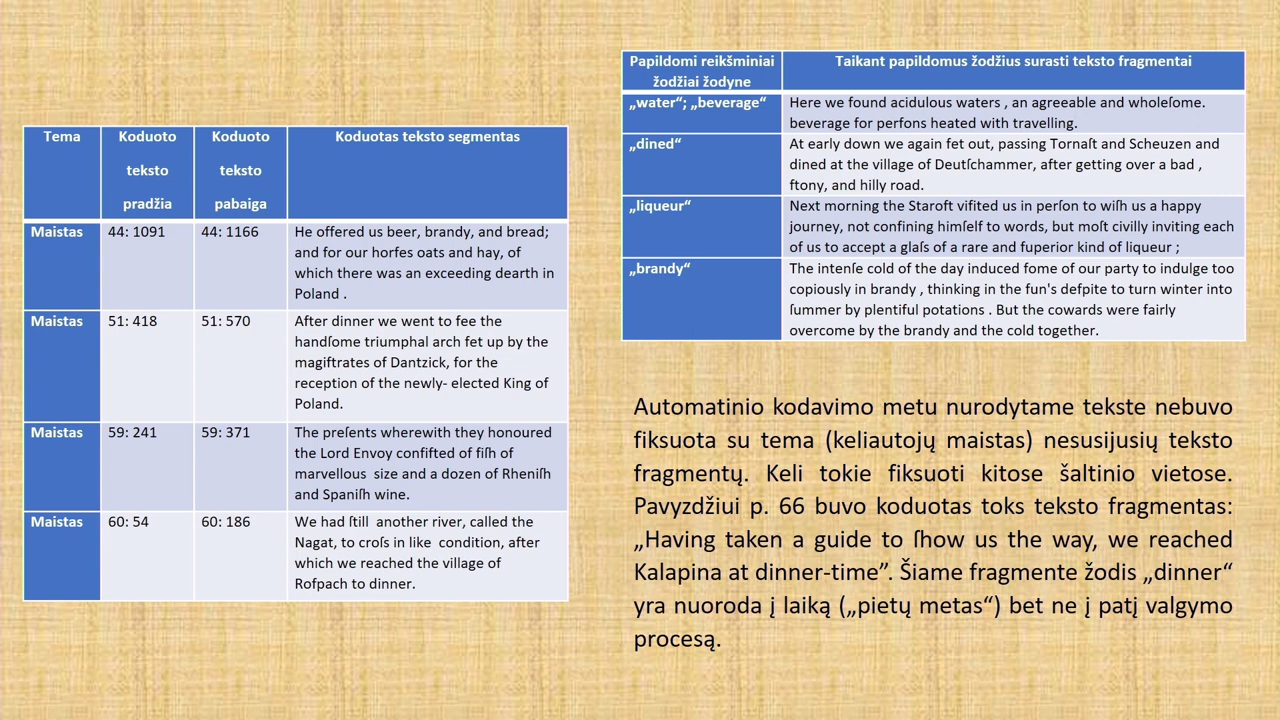 Tema
Koduoto
teksto
pradžia
Koduoto
teksto
pabaiga
Koduotas teksto segmentas
Maistas
44: 1091
44: 1166
He offered us beer, brandy, and bread;
and for our horfes oats and hay, of
which there was an exceeding dearth in
Poland .
Maistas
51: 418
51: 570
After dinner we went to fee the
handſome triumphal arch fet up by the
magiſtrates of Dantzick, for the
reception of the newly- elected King of
Poland.
Maistas
59: 241
59: 371
The preſents wherewith they honoured
the Lord Envoy confifted of fiſh of
marvellous  size and a dozen of Rheniſh
and Spaniſh wine.
Maistas
60: 54
60: 186
We had ſtill  another river, called the
Nagat, to croſs in like  condition, after
which we reached the village of
Rofpach to dinner.
Papildomi reikšminiai
žodžiai žodyne
Taikant papildomus žodžius surasti teksto fragmentai
„water“; „beverage“
Here we found acidulous waters , an agreeable and wholeſome.
beverage for perfons heated with travelling.
„dined“
At early down we again fet out, passing Tornaſt and Scheuzen and
dined at the village of Deutſchammer, after getting over a bad ,
ftony, and hilly road.
„liqueur“
Next morning the Staroft vifited us in perſon to wiſh us a happy
journey, not confining himſelf to words, but moſt civilly inviting each
of us to accept a glaſs of a rare and fuperior kind of liqueur ;
„brandy“
The intenſe cold of the day induced fome of our party to indulge too
copiously in brandy , thinking in the fun's defpite to turn winter into
ſummer by plentiful potations . But the cowards were fairly
overcome by the brandy and the cold together.
Automatinio kodavimo metu nurodytame tekste nebuvo
fiksuota su tema (keliautojų maistas) nesusijusių teksto
fragmentų. Keli tokie fiksuoti kitose šaltinio vietose.
Pavyzdžiui p. 66 buvo koduotas toks teksto fragmentas:
„Having taken a guide to ſhow us the way, we reached
Kalapina at dinner-time”. Šiame fragmente žodis „dinner“
yra nuoroda į laiką („pietų metas“) bet ne į patį valgymo
procesą.